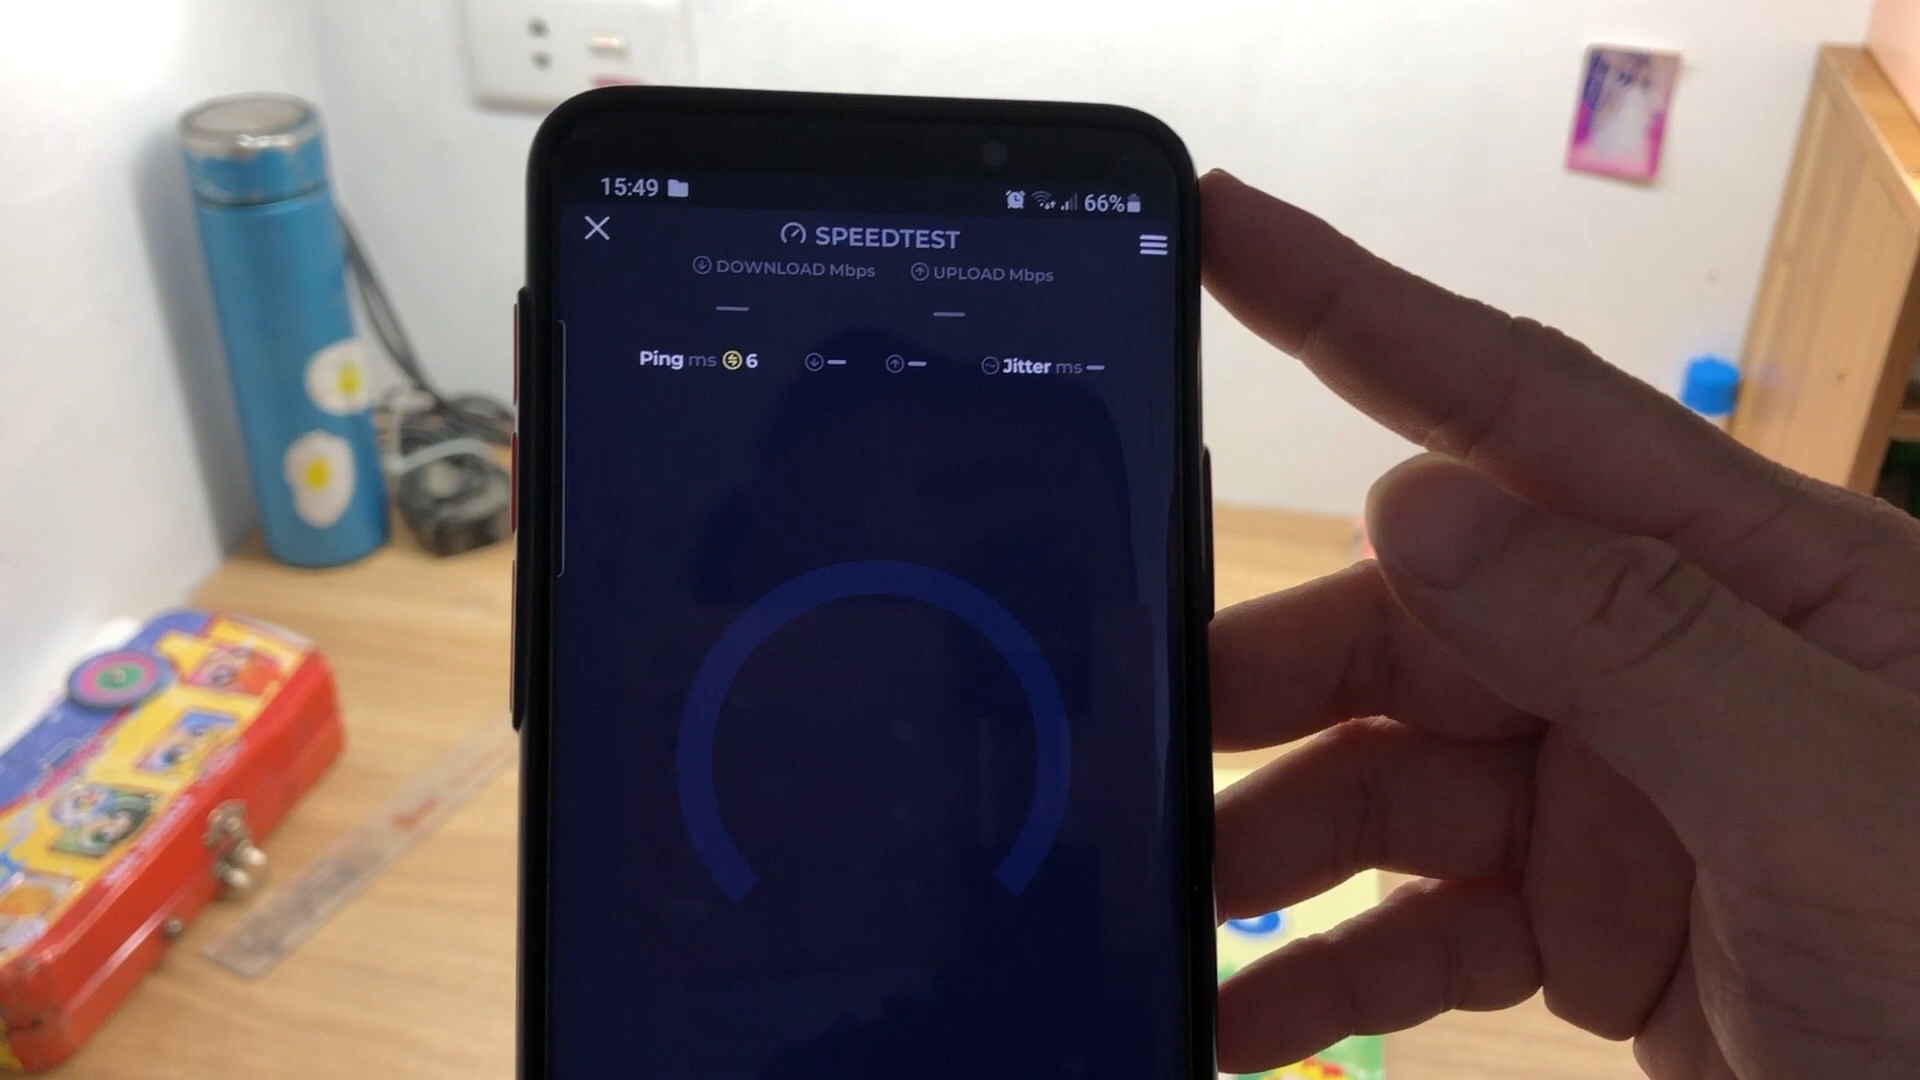 15:49 66%
SPEEDTEST
DOWNLOAD Mbps UPLOAD Mbps
— —
Ping ms 6 — — Jitter ms —